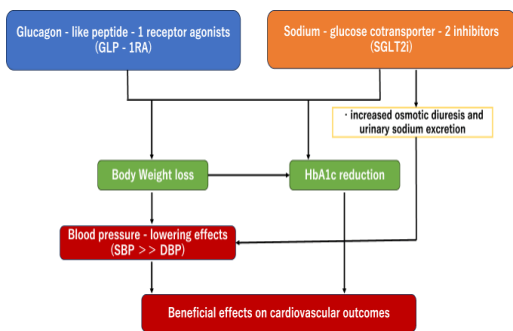 Glucagon - like peptide - 1 receptor agonists
(GLP - 1RA)
Sodium - glucose cotransporter - 2 inhibitors
(SGLT2i)
· increased osmotic diuresis and
urinary sodium excretion
Body Weight loss
HbA1c reduction
Blood pressure - lowering effects
(SBP >> DBP)
Beneficial effects on cardiovascular outcomes